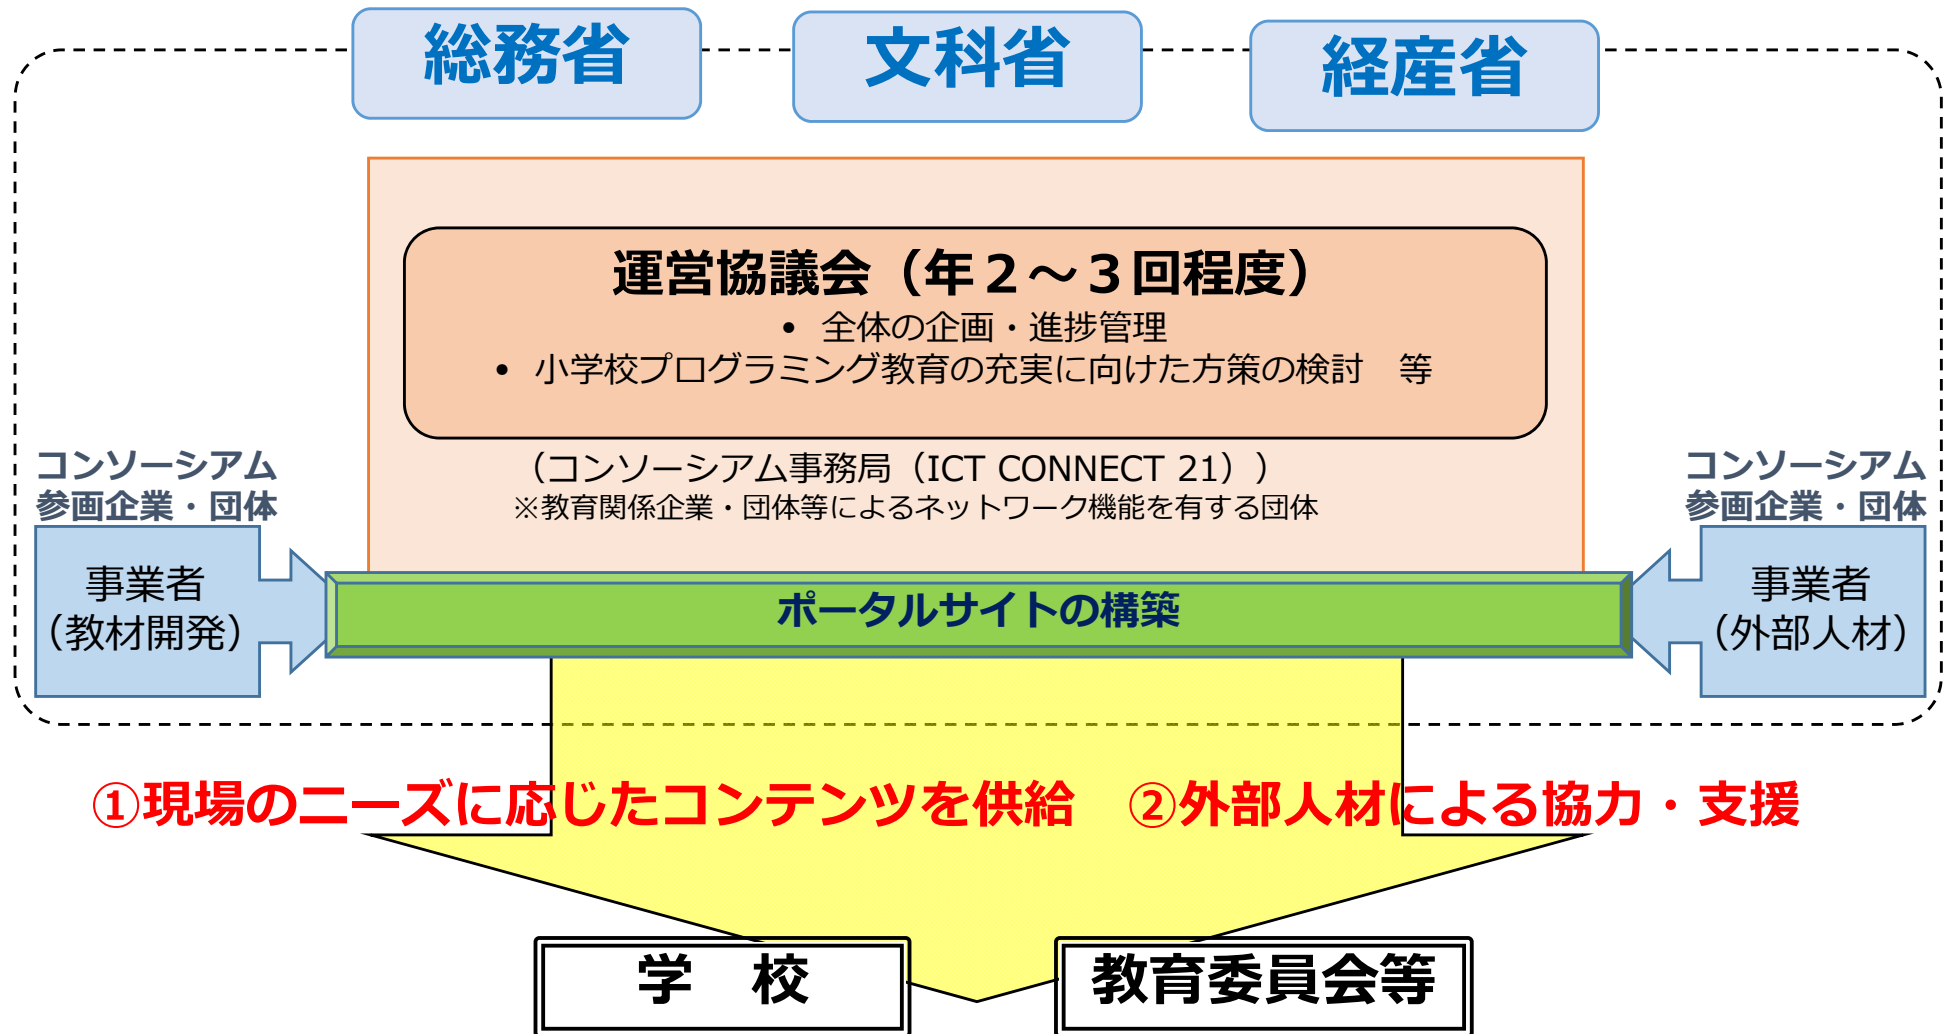 総務省
文科省
経産省
運営協議会（年２～３回程度）
• 全体の企画・進捗管理
• 小学校プログラミング教育の充実に向けた方策の検討　等
（コンソーシアム事務局（ICT CONNECT 21））
※教育関係企業・団体等によるネットワーク機能を有する団体
コンソーシアム
参画企業・団体
事業者
（教材開発）
コンソーシアム
参画企業・団体
事業者
（外部人材）
ポータルサイトの構築
①現場のニーズに応じたコンテンツを供給　②外部人材による協力・支援
学　校
教育委員会等